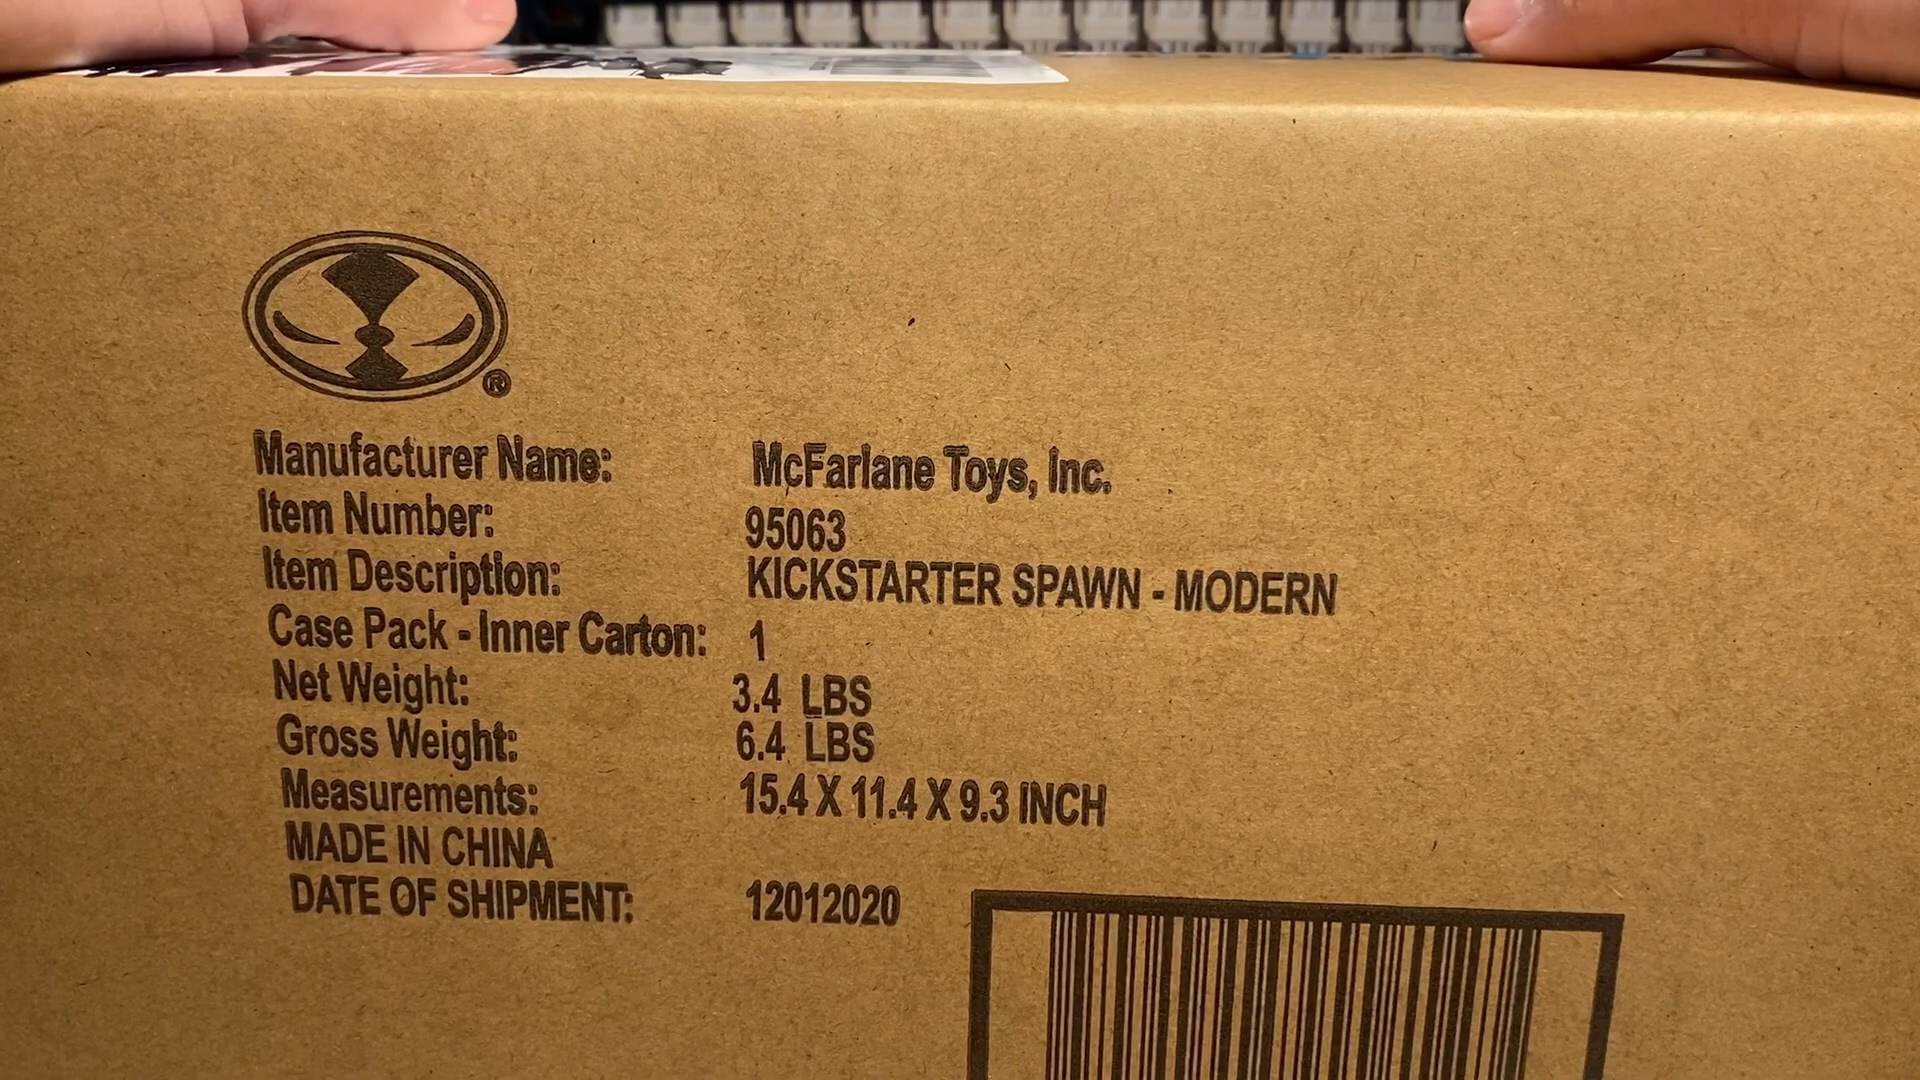 ®
Manufacturer Name: McFarlane Toys, Inc.
Item Number: 95063
Item Description: KICKSTARTER SPAWN - MODERN
Case Pack - Inner Carton: 1
Net Weight: 3.4 LBS
Gross Weight: 6.4 LBS
Measurements: 15.4 X 11.4 X 9.3 INCH
MADE IN CHINA
DATE OF SHIPMENT: 12012020